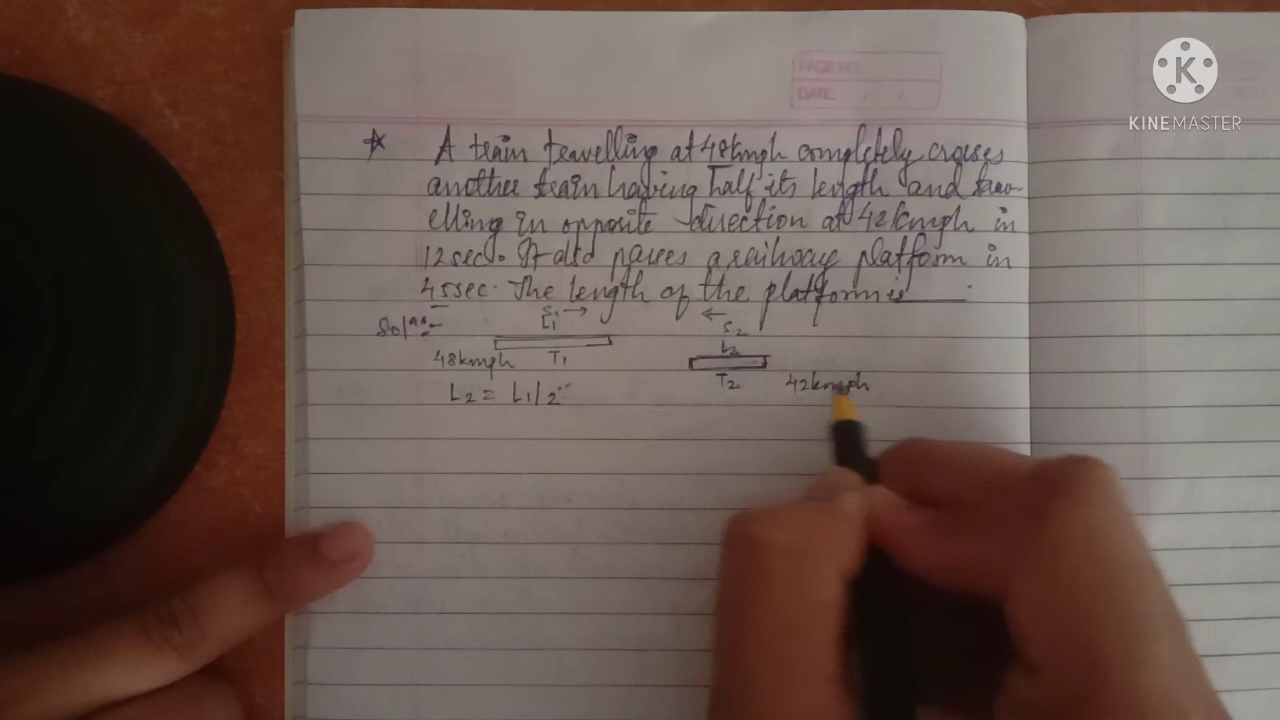 PAGE NO.
DATE: / /
KINEMASTER
A train travelling at 48kmph completely crosses
another train having half its length and trav-
elling in opposite direction at 42kmph in
12sec. It also passes a railway platform in
45sec. The length of the platform is ____.
Solns:-
S1 → ← S2
L1 L2
48kmph T1 T2 42kmph
L2 = L1/2